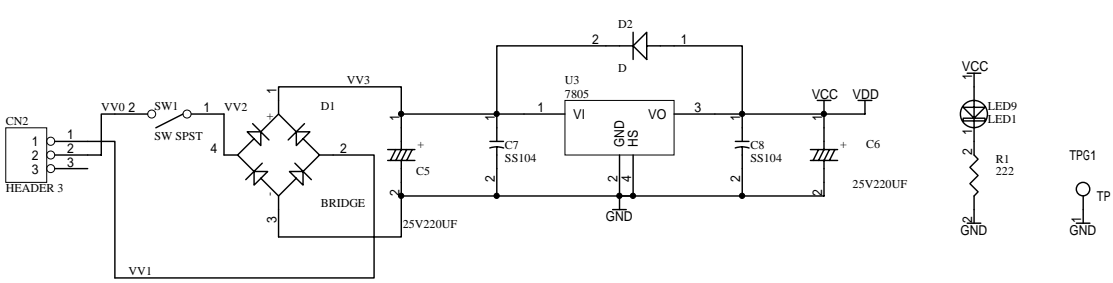 D2
2
1
D
VV3
U3
7805
VCC
VDD
VCC
1
VV0
2
SW1
1
VV2
1
D1
1
1
VI
VO
3
1
1
LED9
LED1
CN2
SW SPST
+
GND
HS
1
1
4
2
+
C7
SS104
C8
SS104
+
C6
2
R1
222
TPG1
2
2
3
3
C5
2
4
25V220UF
TP
HEADER 3
-
BRIDGE
2
2
2
2
3
25V220UF
GND
2
GND
1
GND
VV1